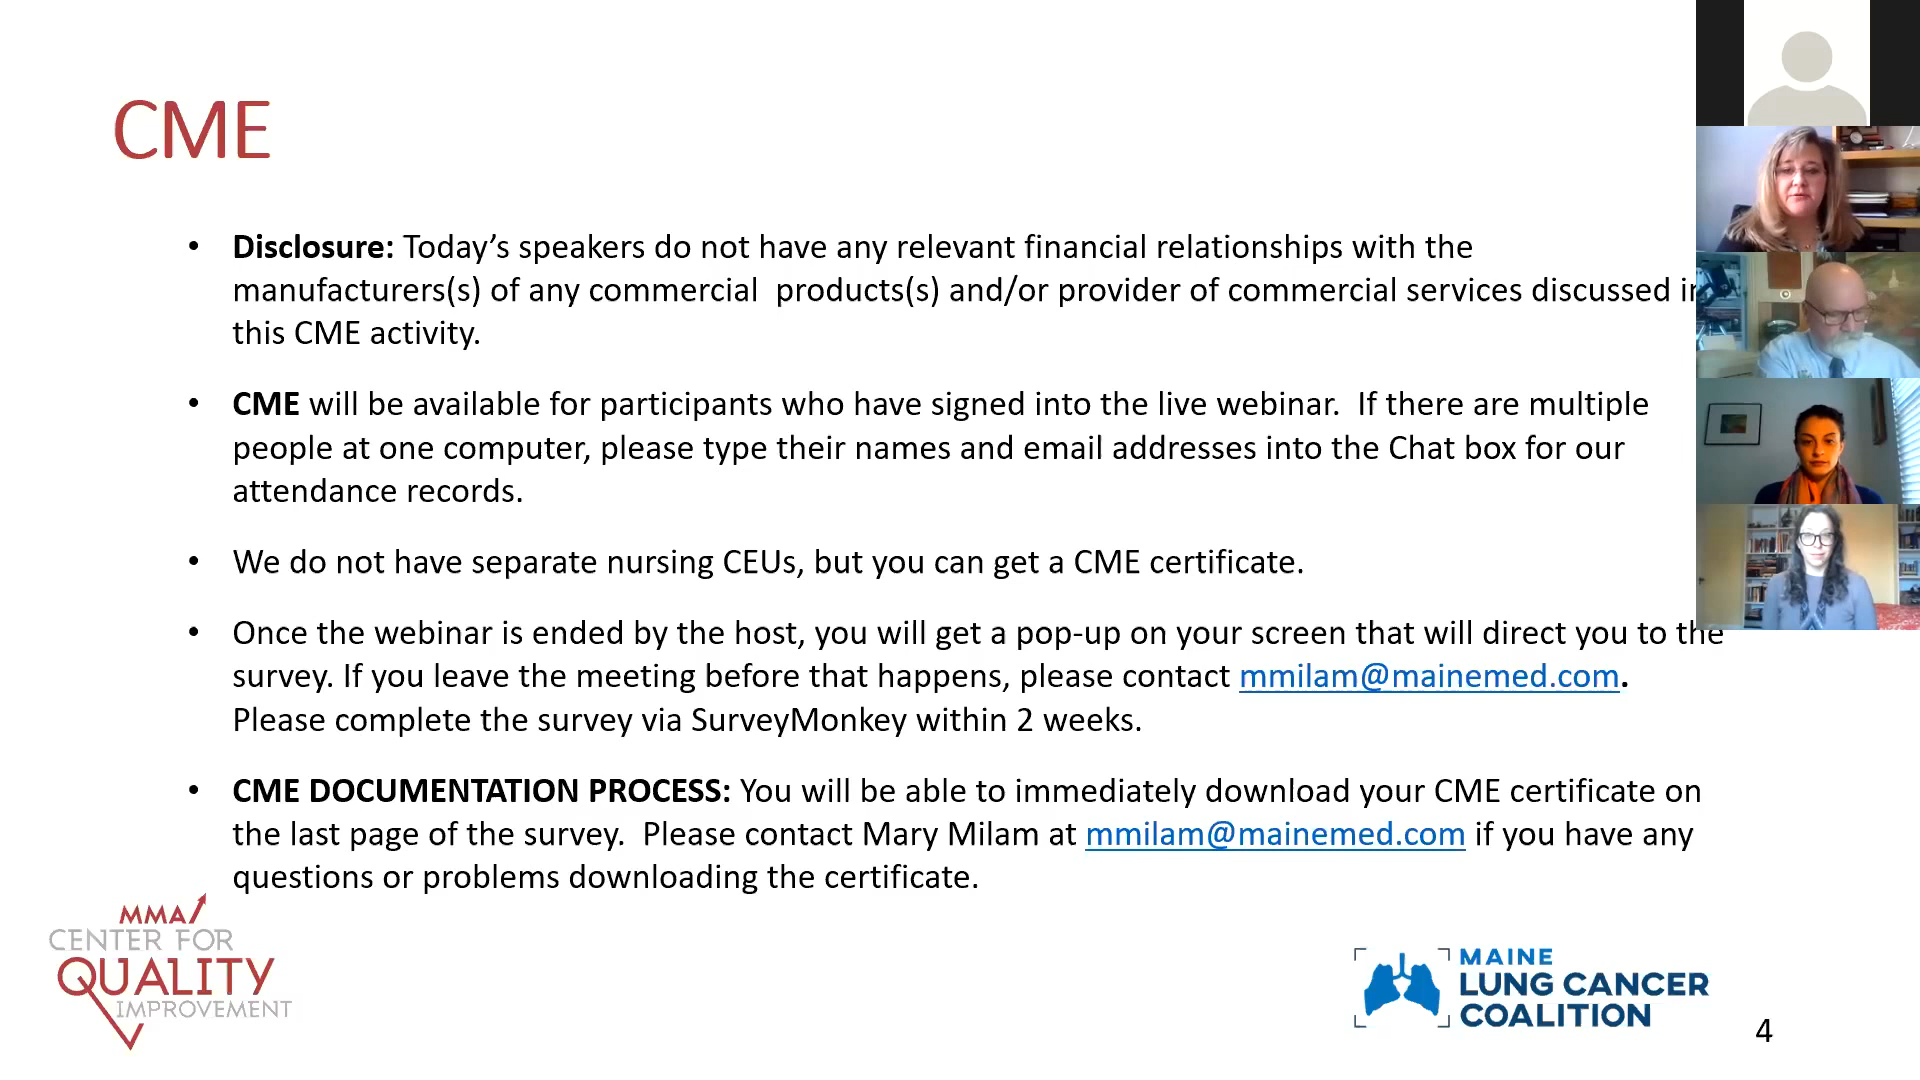 CME
• Disclosure: Today’s speakers do not have any relevant financial relationships with the
manufacturers(s) of any commercial  products(s) and/or provider of commercial services discussed in
this CME activity.
• CME will be available for participants who have signed into the live webinar.  If there are multiple
people at one computer, please type their names and email addresses into the Chat box for our
attendance records.
• We do not have separate nursing CEUs, but you can get a CME certificate.
• Once the webinar is ended by the host, you will get a pop-up on your screen that will direct you to the
survey. If you leave the meeting before that happens, please contact mmilam@mainemed.com.
Please complete the survey via SurveyMonkey within 2 weeks.
• CME DOCUMENTATION PROCESS: You will be able to immediately download your CME certificate on
the last page of the survey.  Please contact Mary Milam at mmilam@mainemed.com if you have any
questions or problems downloading the certificate.
MMA
CENTER FOR
QUALITY
IMPROVEMENT
MAINE
LUNG CANCER
COALITION
4